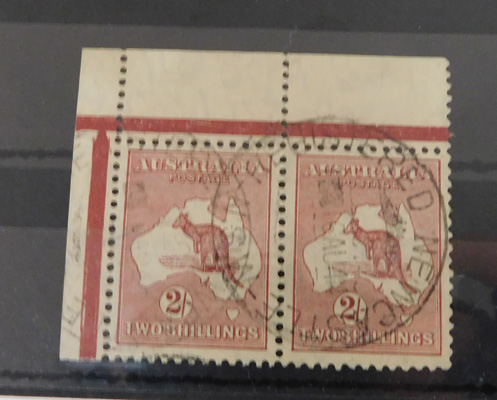 AUSTRALIA
POSTAGE
2/-
TWO SHILLINGS
AUSTRALIA
POSTAGE
2/-
TWO SHILLINGS